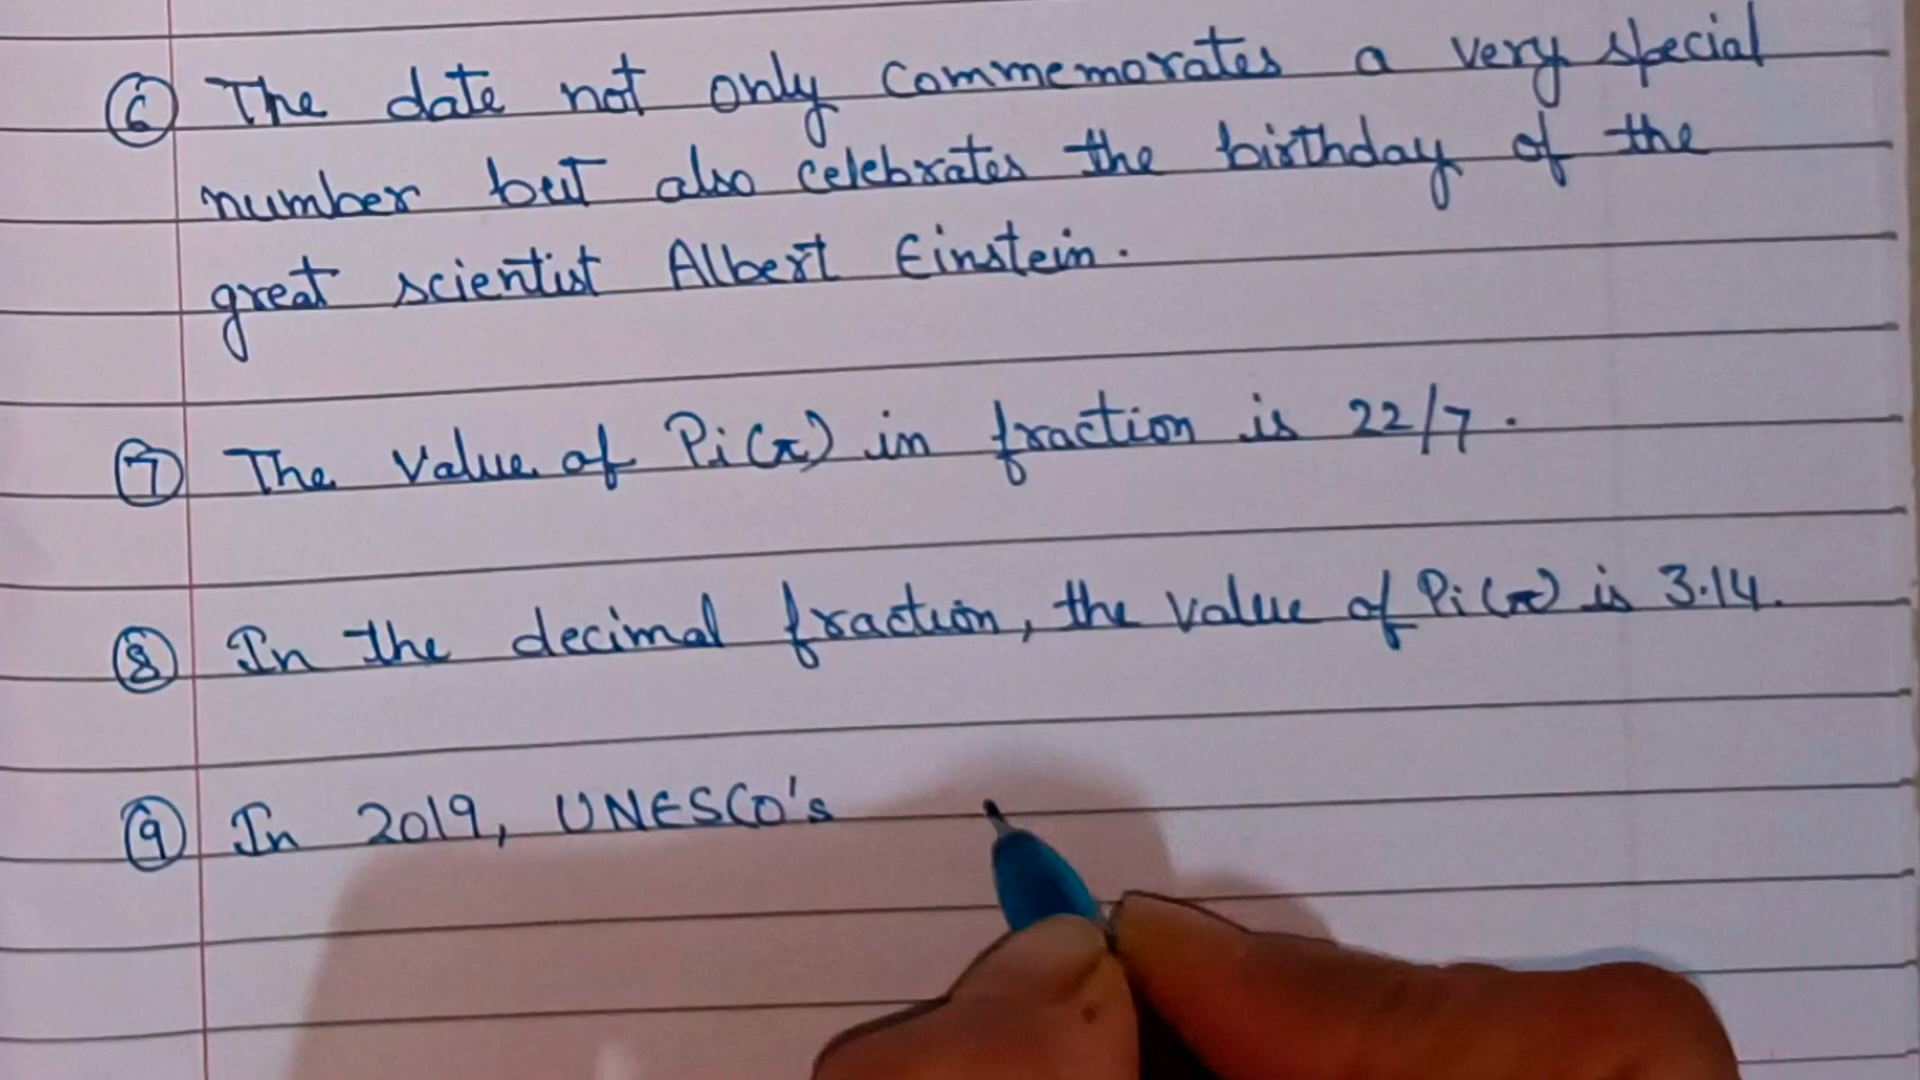 ⑥ The date not only commemorates a very special
number but also celebrates the birthday of the
great scientist Albert Einstein.
⑦ The value of Pi(π) in fraction is 22/7.
⑧ In the decimal fraction, the value of Pi(π) is 3.14.
⑨ In 2019, UNESCO's